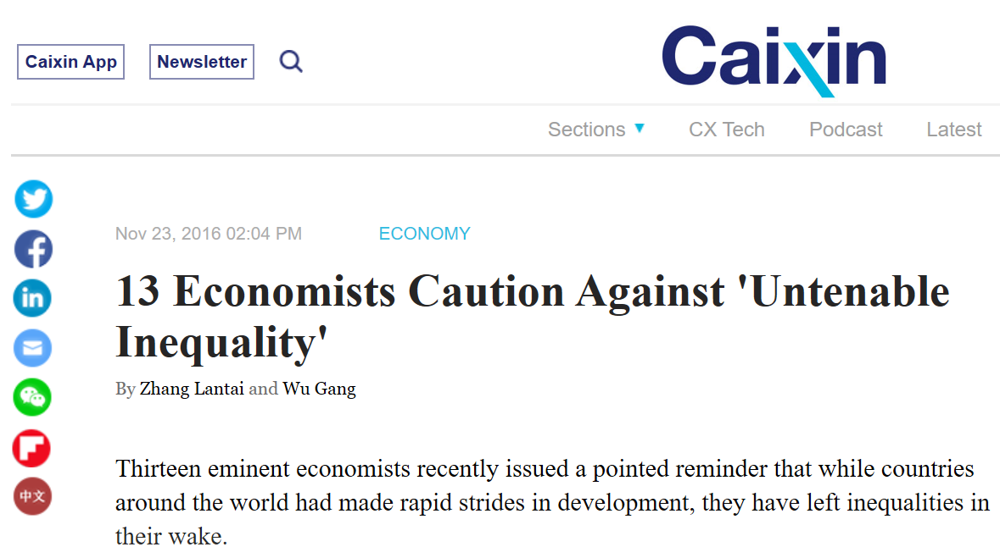 Caixin App Newsletter
Caixin
Sections CX Tech Podcast Latest
in
Nov 23, 2016 02:04 PM ECONOMY
13 Economists Caution Against 'Untenable
Inequality'
By Zhang Lantai and Wu Gang
中文
Thirteen eminent economists recently issued a pointed reminder that while countries
around the world had made rapid strides in development, they have left inequalities in
their wake.